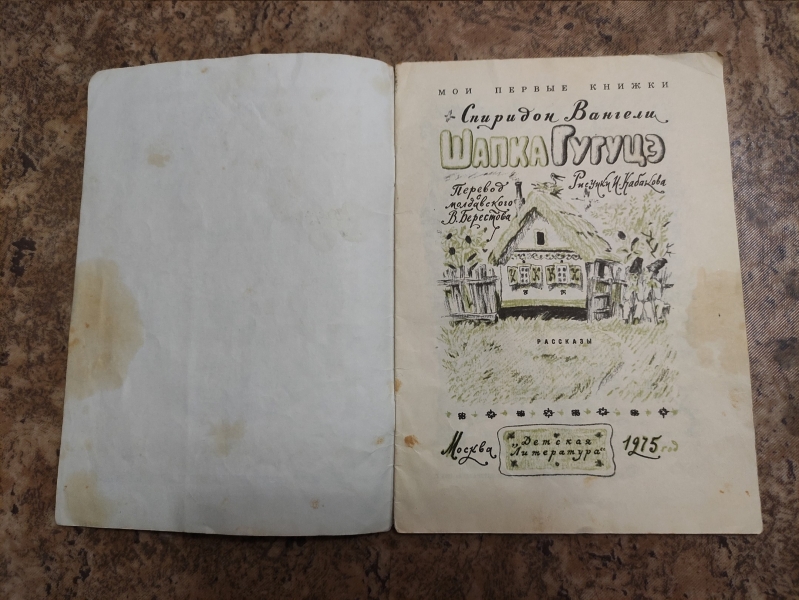 МОИ ПЕРВЫЕ КНИЖКИ
Спиридон Вангели
ШАПКА ГУГУЦЭ
Перевод
с
молдавского
В. Берестова
Рисунки И. Кабакова
РАССКАЗЫ
Москва
"Детская
Литература"
1975 год